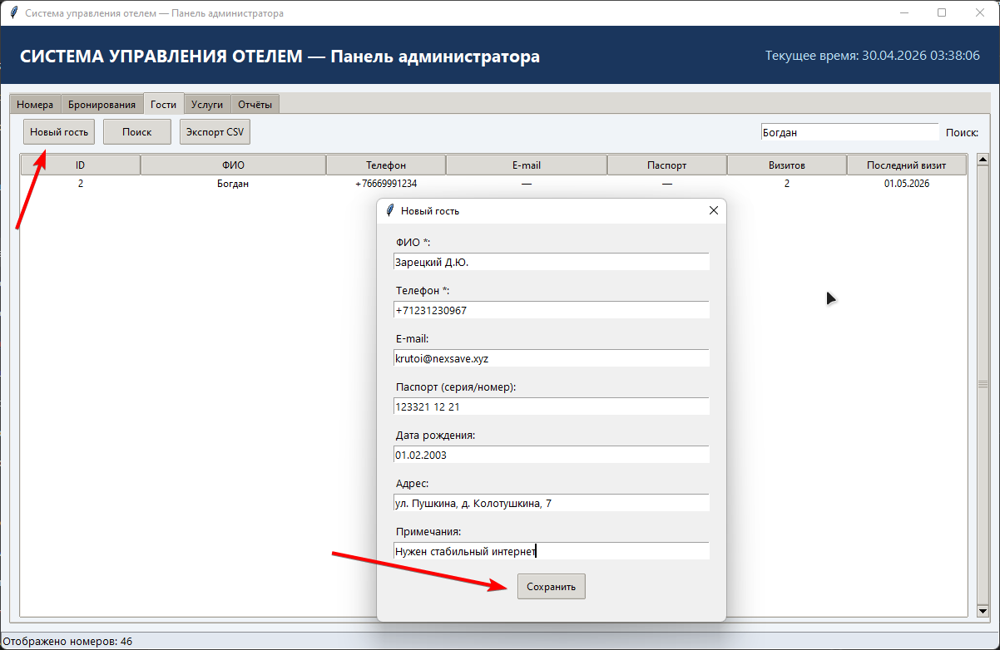 Система управления отелем — Панель администратора
СИСТЕМА УПРАВЛЕНИЯ ОТЕЛЕМ — Панель администратора
Текущее время: 30.04.2026 03:38:06
Номера Бронирования Гости Услуги Отчёты
Новый гость Поиск Экспорт CSV Богдан Поиск:
ID ФИО Телефон E-mail Паспорт Визитов Последний визит
2 Богдан +76669991234 — — 2 01.05.2026
Новый гость
ФИО *:
Зарецкий Д.Ю.
Телефон *:
+71231230967
E-mail:
krutoi@nexsave.xyz
Паспорт (серия/номер):
123321 12 21
Дата рождения:
01.02.2003
Адрес:
ул. Пушкина, д. Колотушкина, 7
Примечания:
Нужен стабильный интернет
Сохранить
Отображено номеров: 46